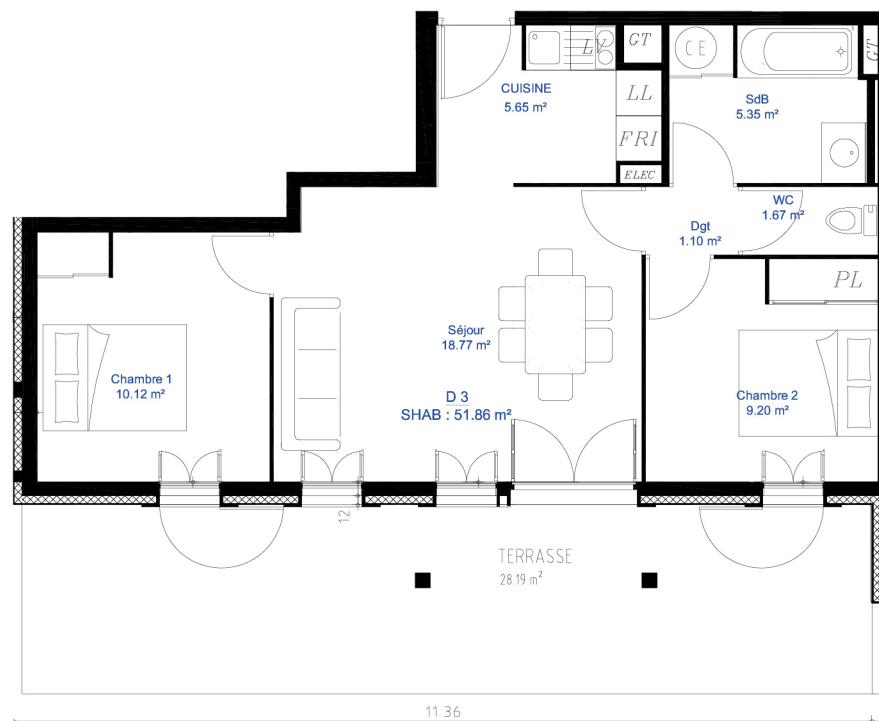 LV
GT
CE
GT
CUISINE
5.65 m²
LL
SdB
5.35 m²
FRI
ELEC
WC
1.67 m²
Dgt
1.10 m²
PL
Séjour
18.77 m²
Chambre 1
10.12 m²
D 3
SHAB : 51.86 m²
Chambre 2
9.20 m²
12
TERRASSE
28.19 m²
11.36